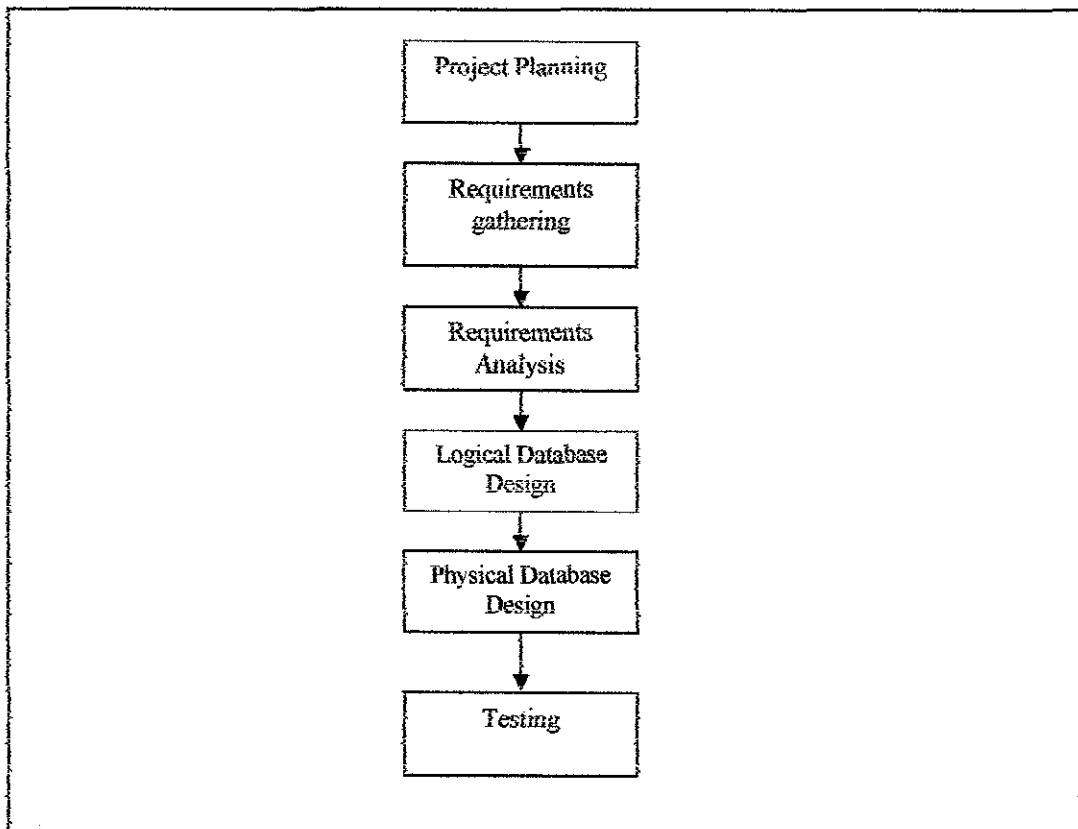 Project Planning
Requirements
gathering
Requirements
Analysis
Logical Database
Design
Physical Database
Design
Testing